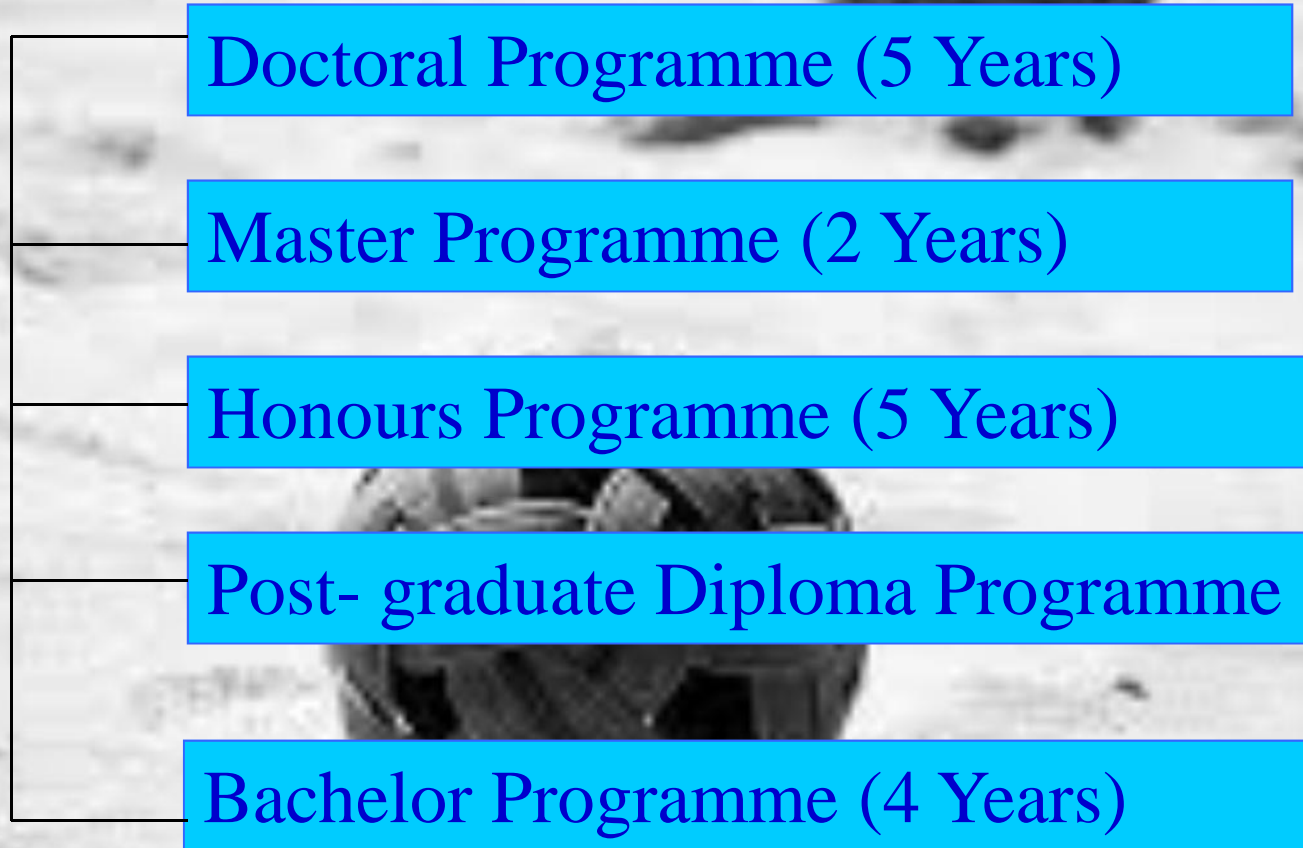 Doctoral Programme (5 Years)
Master Programme (2 Years)
Honours Programme (5 Years)
Post- graduate Diploma Programme
Bachelor Programme (4 Years)